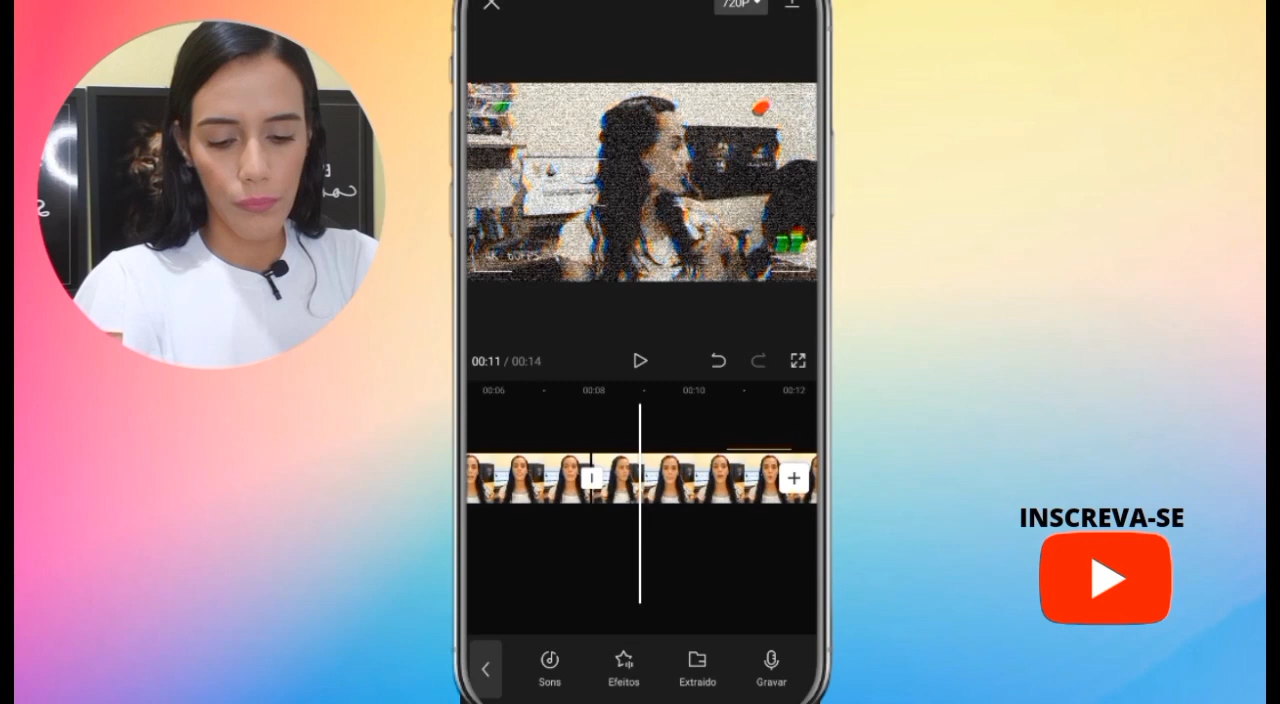 720P
00:11 / 00:14
00:06
00:08
00:10
00:12
INSCREVA-SE
Sons
Efeitos
Extraído
Gravar